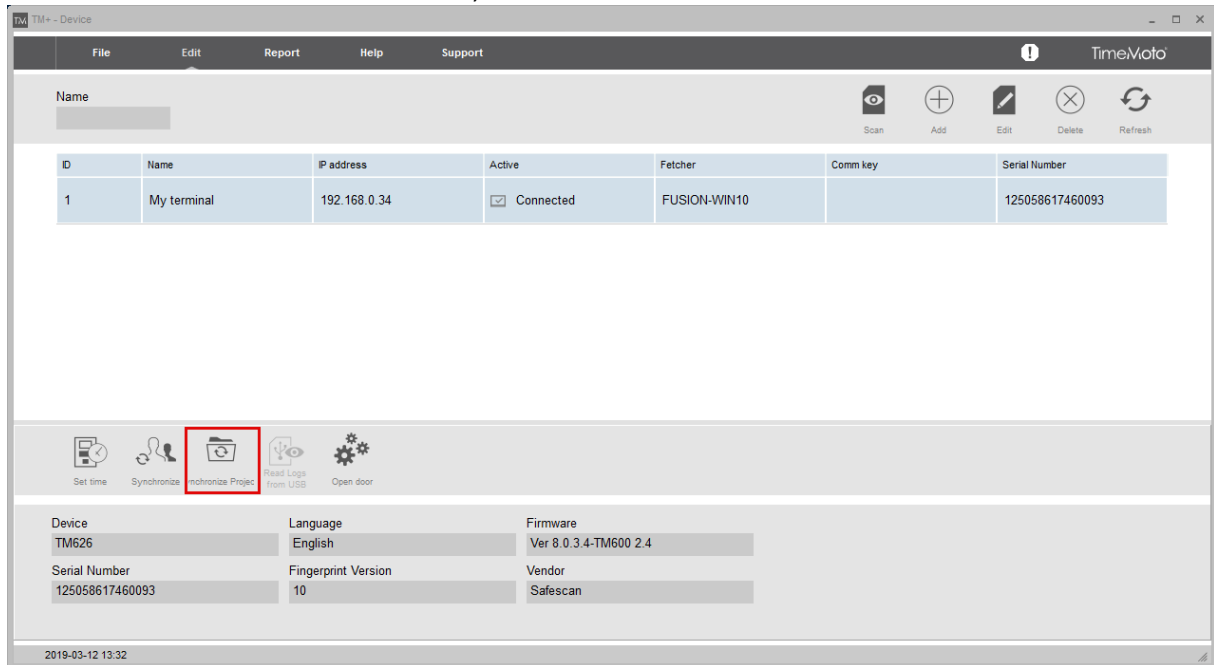 TM TM+ - Device
File Edit Report Help Support ! TimeMoto
Name
Scan Add Edit Delete Refresh
ID Name IP address Active Fetcher Comm key Serial Number
1 My terminal 192.168.0.34 Connected FUSION-WIN10 125058617460093
Set time Synchronize nchronize Projec Read Logs from USB Open door
Device Language Firmware
TM626 English Ver 8.0.3.4-TM600 2.4
Serial Number Fingerprint Version Vendor
125058617460093 10 Safescan
2019-03-12 13:32